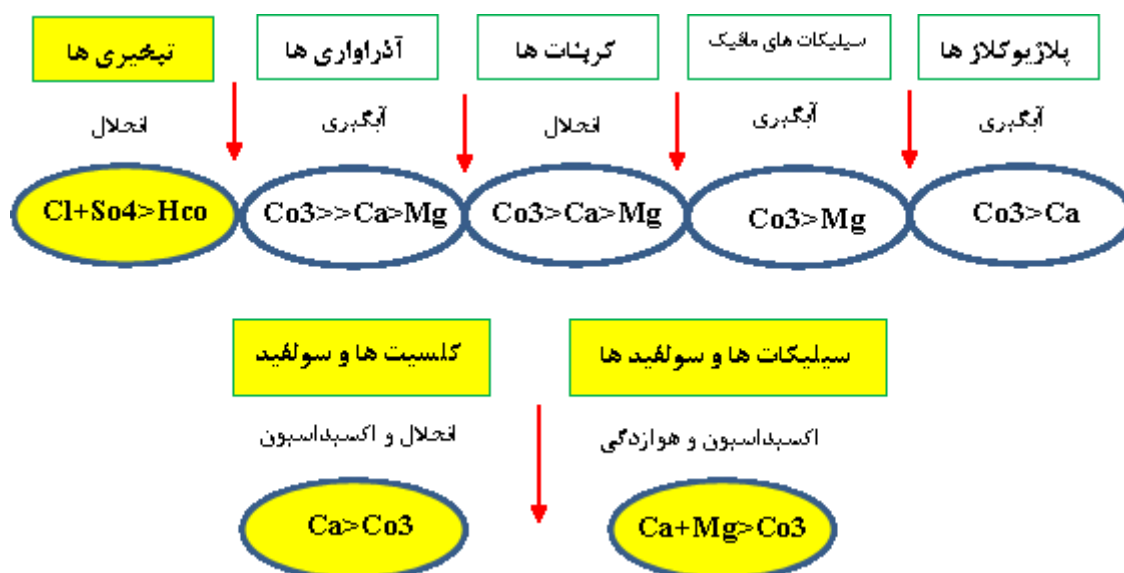 پلاژیوکلاژ ها
سیلیکات های مافیک
کربنات ها
آذراواری ها
تبخیری ها
آبگیری
آبگیری
انحلال
آبگیری
انحلال
Co3>Ca
Co3>Mg
Co3>Ca>Mg
Co3>>Ca>Mg
Cl+So4>Hco
سیلیکات ها و سولفید ها
کلسیت ها و سولفید
اکسیداسیون و هوازدگی
انحلال و اکسیداسیون
Ca+Mg>Co3
Ca>Co3